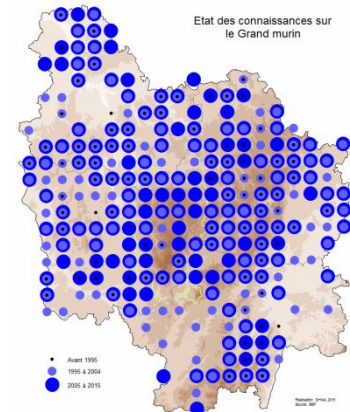 Etat des connaissances sur
le Grand murin
Avant 1995
1995 à 2004
2005 à 2015